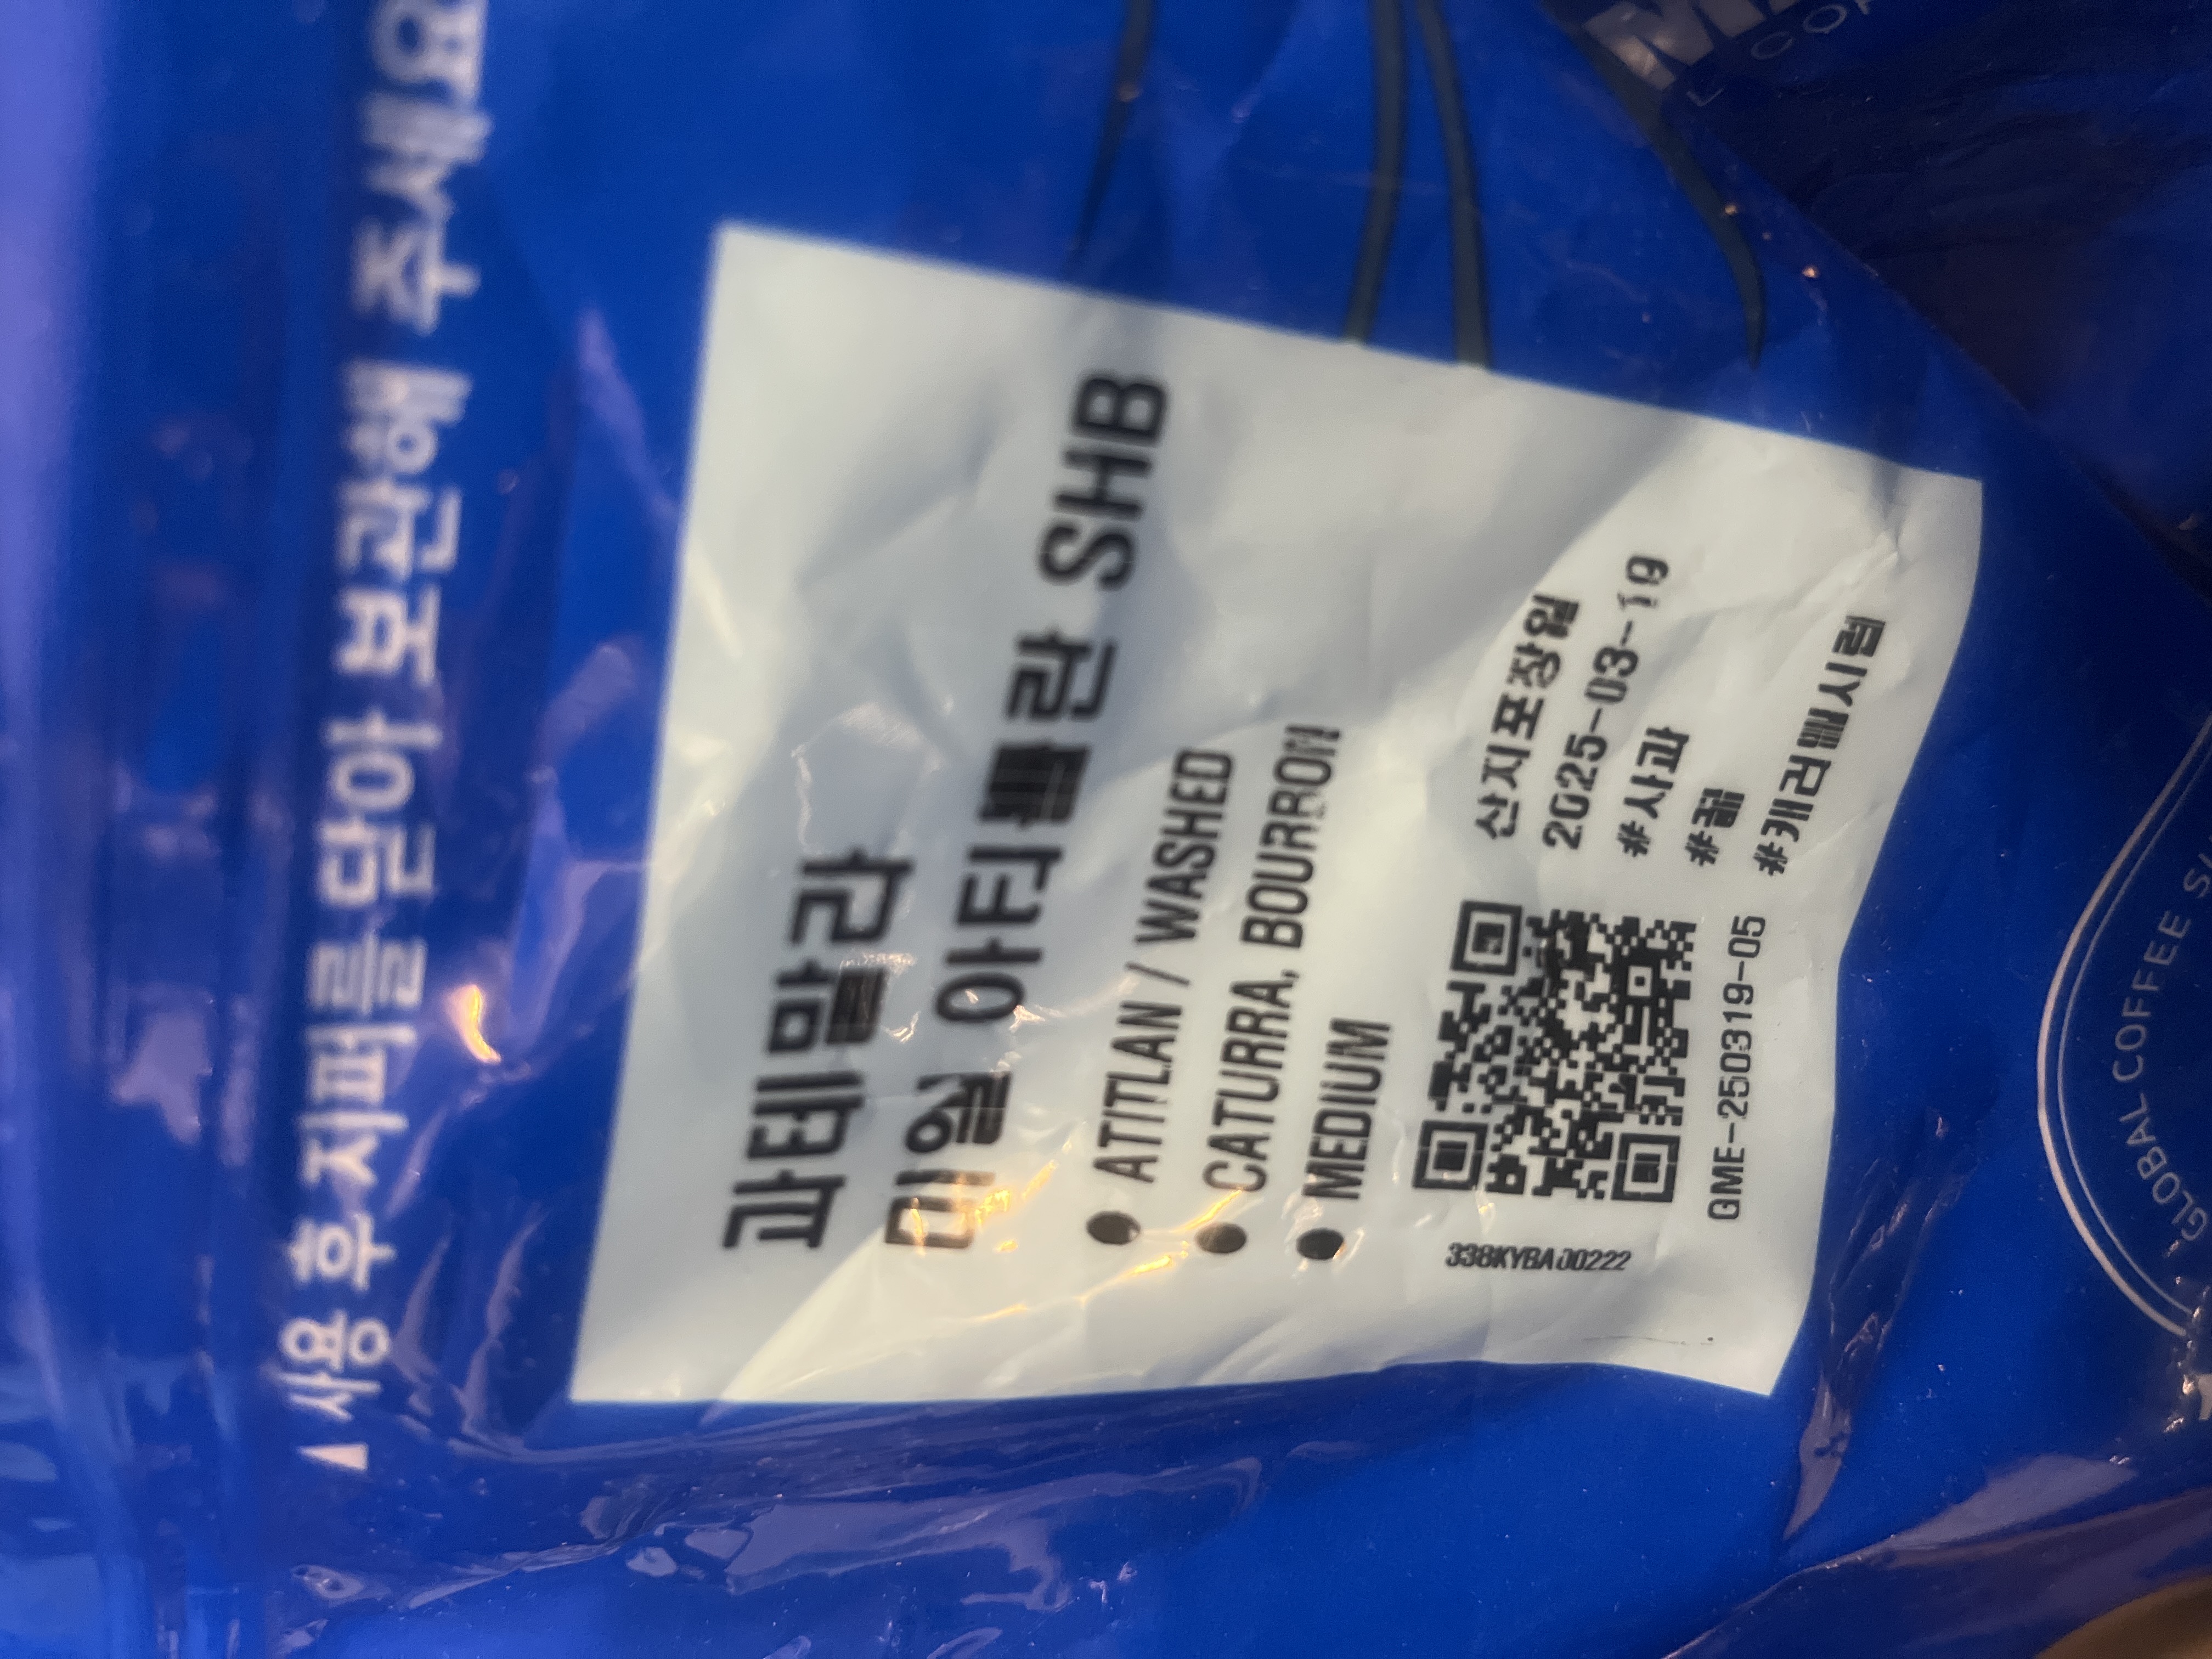 사용 후 지퍼를 닫아 보관해 주세요
과테말라
미엘 아티틀란 SHB
● ATITLAN / WASHED
● CATURRA, BOURRON
● MEDIUM
338KYBA00222
산지포장일
2025-03-19
#사과
#꿀
#캐러멜시럽
GME-250319-05
GLOBAL COFFEE